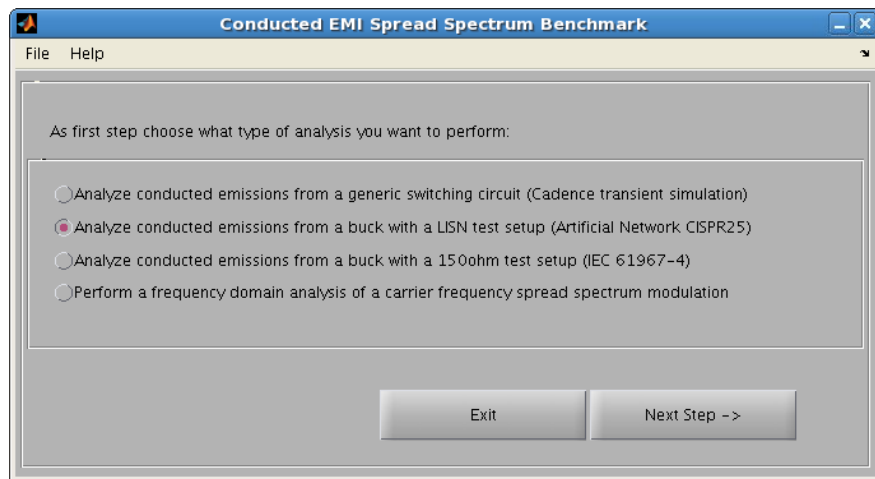 Conducted EMI Spread Spectrum Benchmark
File Help
As first step choose what type of analysis you want to perform:
Analyze conducted emissions from a generic switching circuit (Cadence transient simulation)
Analyze conducted emissions from a buck with a LISN test setup (Artificial Network CISPR25)
Analyze conducted emissions from a buck with a 150ohm test setup (IEC 61967-4)
Perform a frequency domain analysis of a carrier frequency spread spectrum modulation
Exit Next Step ->